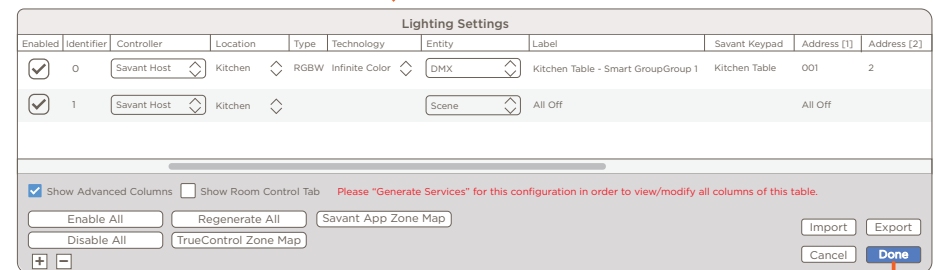 Lighting Settings
Enabled Identifier Controller Location Type Technology Entity Label Savant Keypad Address [1] Address [2]
0 Savant Host Kitchen RGBW Infinite Color DMX Kitchen Table - Smart GroupGroup 1 Kitchen Table 001 2
1 Savant Host Kitchen Scene All Off All Off
Show Advanced Columns Show Room Control Tab Please “Generate Services” for this configuration in order to view/modify all columns of this table.
Enable All Regenerate All Savant App Zone Map Import Export
Disable All TrueControl Zone Map Cancel Done
+ −